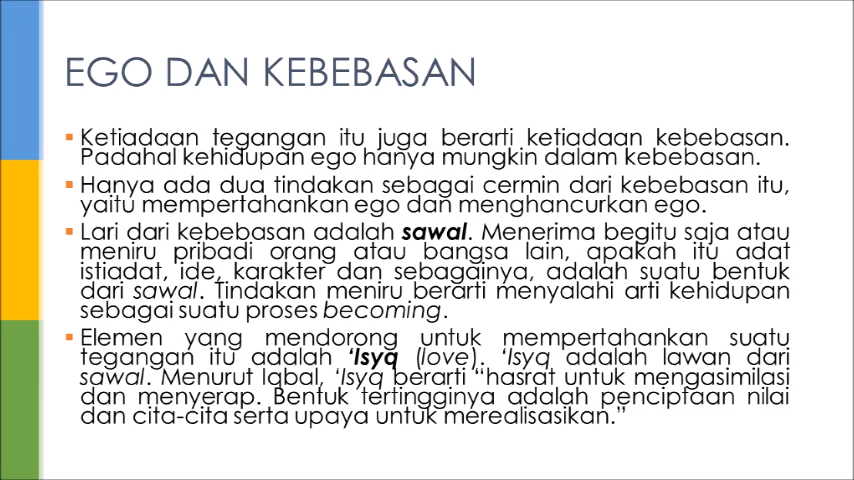 EGO DAN KEBEBASAN
▪ Ketiadaan tegangan itu juga berarti ketiadaan kebebasan.
Padahal kehidupan ego hanya mungkin dalam kebebasan.
▪ Hanya ada dua tindakan sebagai cermin dari kebebasan itu,
yaitu mempertahankan ego dan menghancurkan ego.
▪ Lari dari kebebasan adalah sawal. Menerima begitu saja atau
meniru pribadi orang atau bangsa lain, apakah itu adat
istiadat, ide, karakter dan sebagainya, adalah suatu bentuk
dari sawal. Tindakan meniru berarti menyalahi arti kehidupan
sebagai suatu proses becoming.
▪ Elemen yang mendorong untuk mempertahankan suatu
tegangan itu adalah ‘Isyq (love). ‘Isyq adalah lawan dari
sawal. Menurut Iqbal, ‘Isyq berarti “hasrat untuk mengasimilasi
dan menyerap. Bentuk tertingginya adalah penciptaan nilai
dan cita-cita serta upaya untuk merealisasikan.”